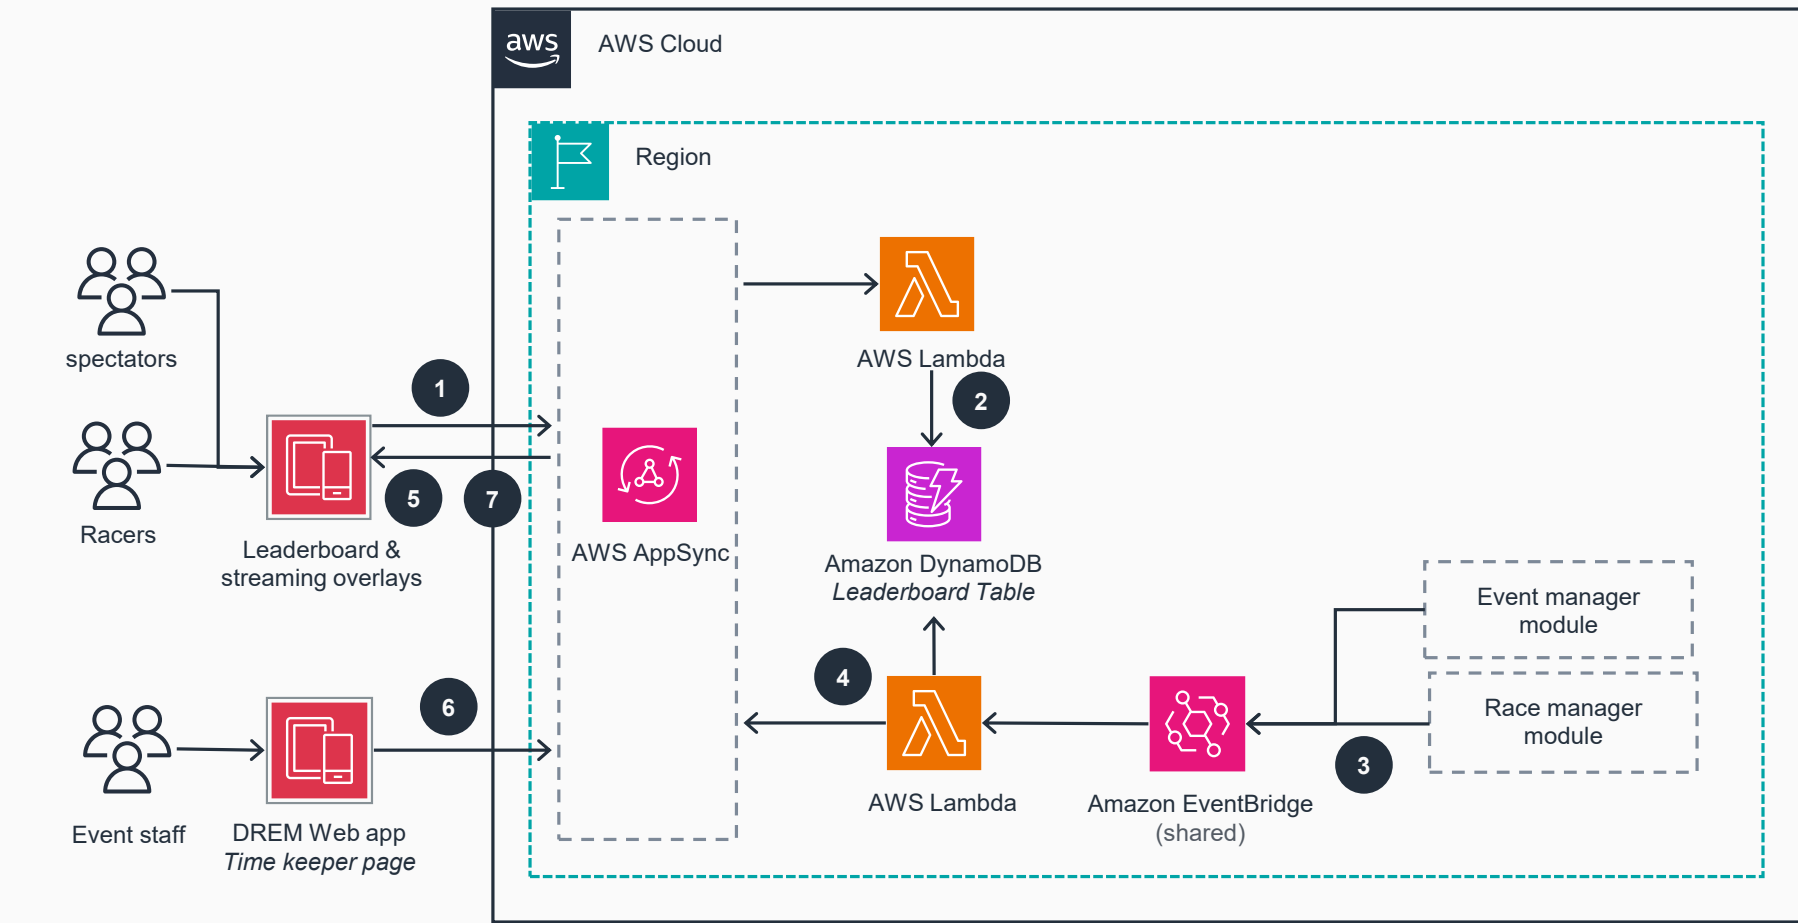 aws
AWS Cloud
Region
spectators
AWS Lambda
1
2
Racers
5
7
Leaderboard &
streaming overlays
AWS AppSync
Amazon DynamoDB
Leaderboard Table
Event manager
module
4
6
Race manager
module
3
Event staff
DREM Web app
Time keeper page
AWS Lambda
Amazon EventBridge
(shared)